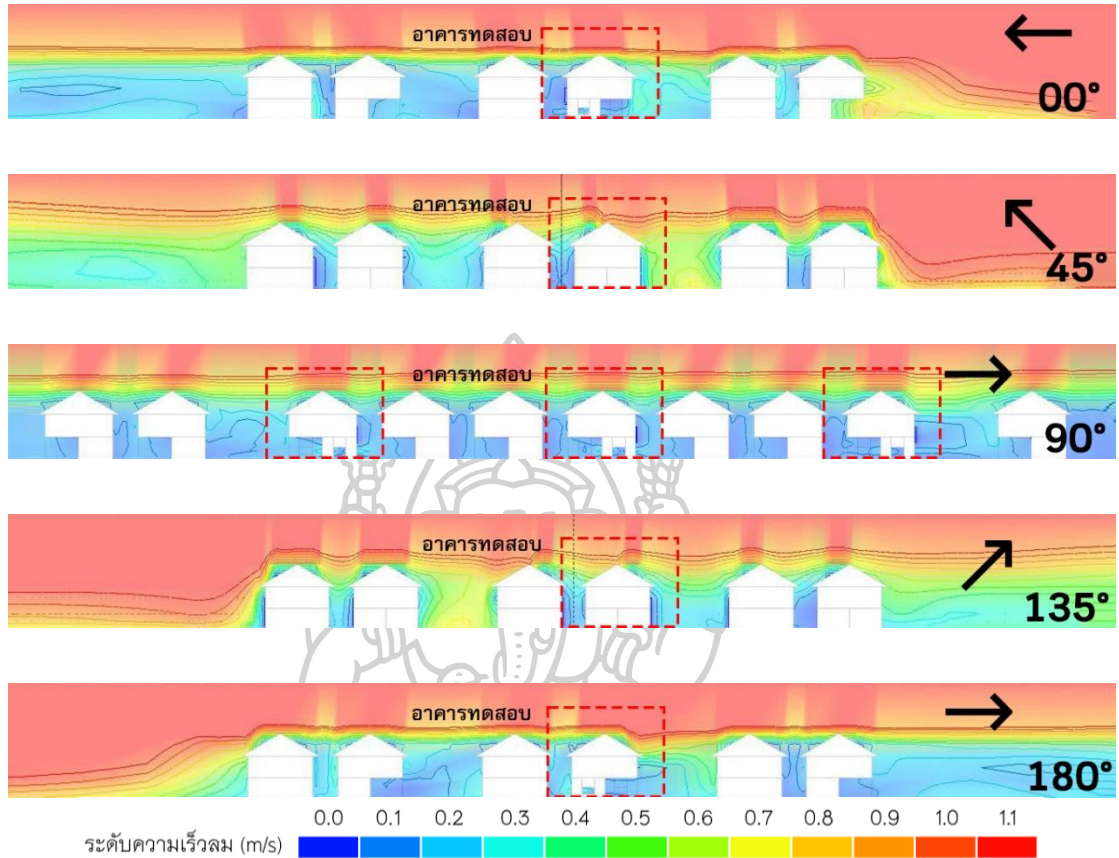 อาคารทดสอบ
00°
อาคารทดสอบ
45°
อาคารทดสอบ
90°
อาคารทดสอบ
135°
อาคารทดสอบ
180°
0.0 0.1 0.2 0.3 0.4 0.5 0.6 0.7 0.8 0.9 1.0 1.1
ระดับความเร็วลม (m/s)